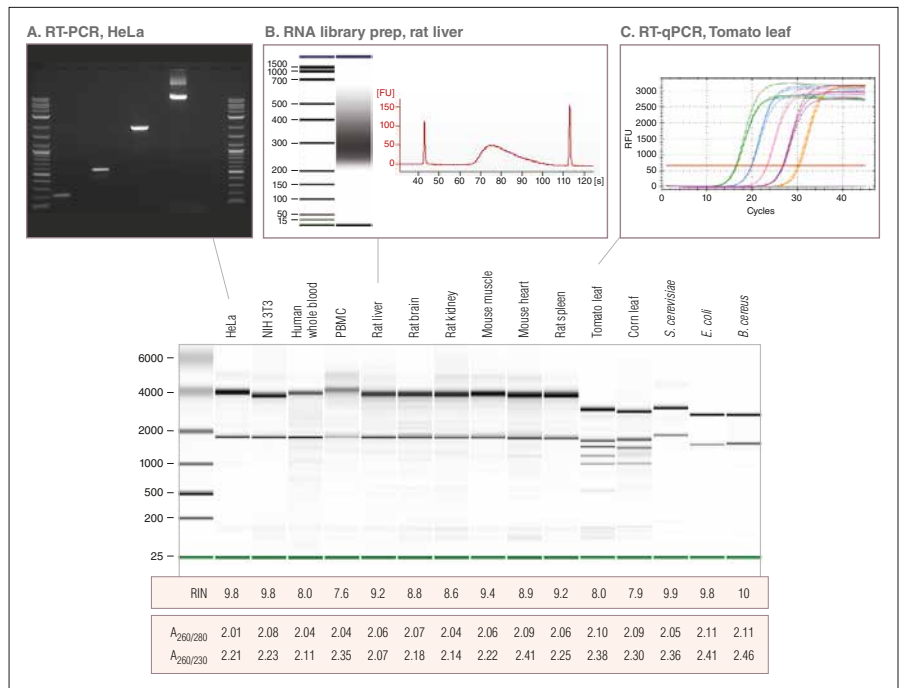 A. RT-PCR, HeLa
B. RNA library prep, rat liver
C. RT-qPCR, Tomato leaf
1500
1000
700
500
400
300
200
150
100
50
15
[FU]
150
100
50
0
40 50 60 70 80 90 100 110 120 [s]
RFU
3000
2500
2000
1500
1000
50
0
0 10 20 30 40
Cycles
HeLa
NIH 3T3
Human whole blood
PBMC
Rat liver
Rat brain
Rat kidney
Mouse muscle
Mouse heart
Rat spleen
Tomato leaf
Corn leaf
S. cerevisiae
E. coli
B. cereus
6000
4000
2000
1000
500
200
25
RIN 9.8 9.8 8.0 7.6 9.2 8.8 8.6 9.4 8.9 9.2 8.0 7.9 9.9 9.8 10
A260/280 2.01 2.08 2.04 2.04 2.06 2.07 2.04 2.06 2.09 2.06 2.10 2.09 2.05 2.11 2.11
A260/230 2.21 2.23 2.11 2.35 2.07 2.18 2.14 2.22 2.41 2.25 2.38 2.30 2.36 2.41 2.46